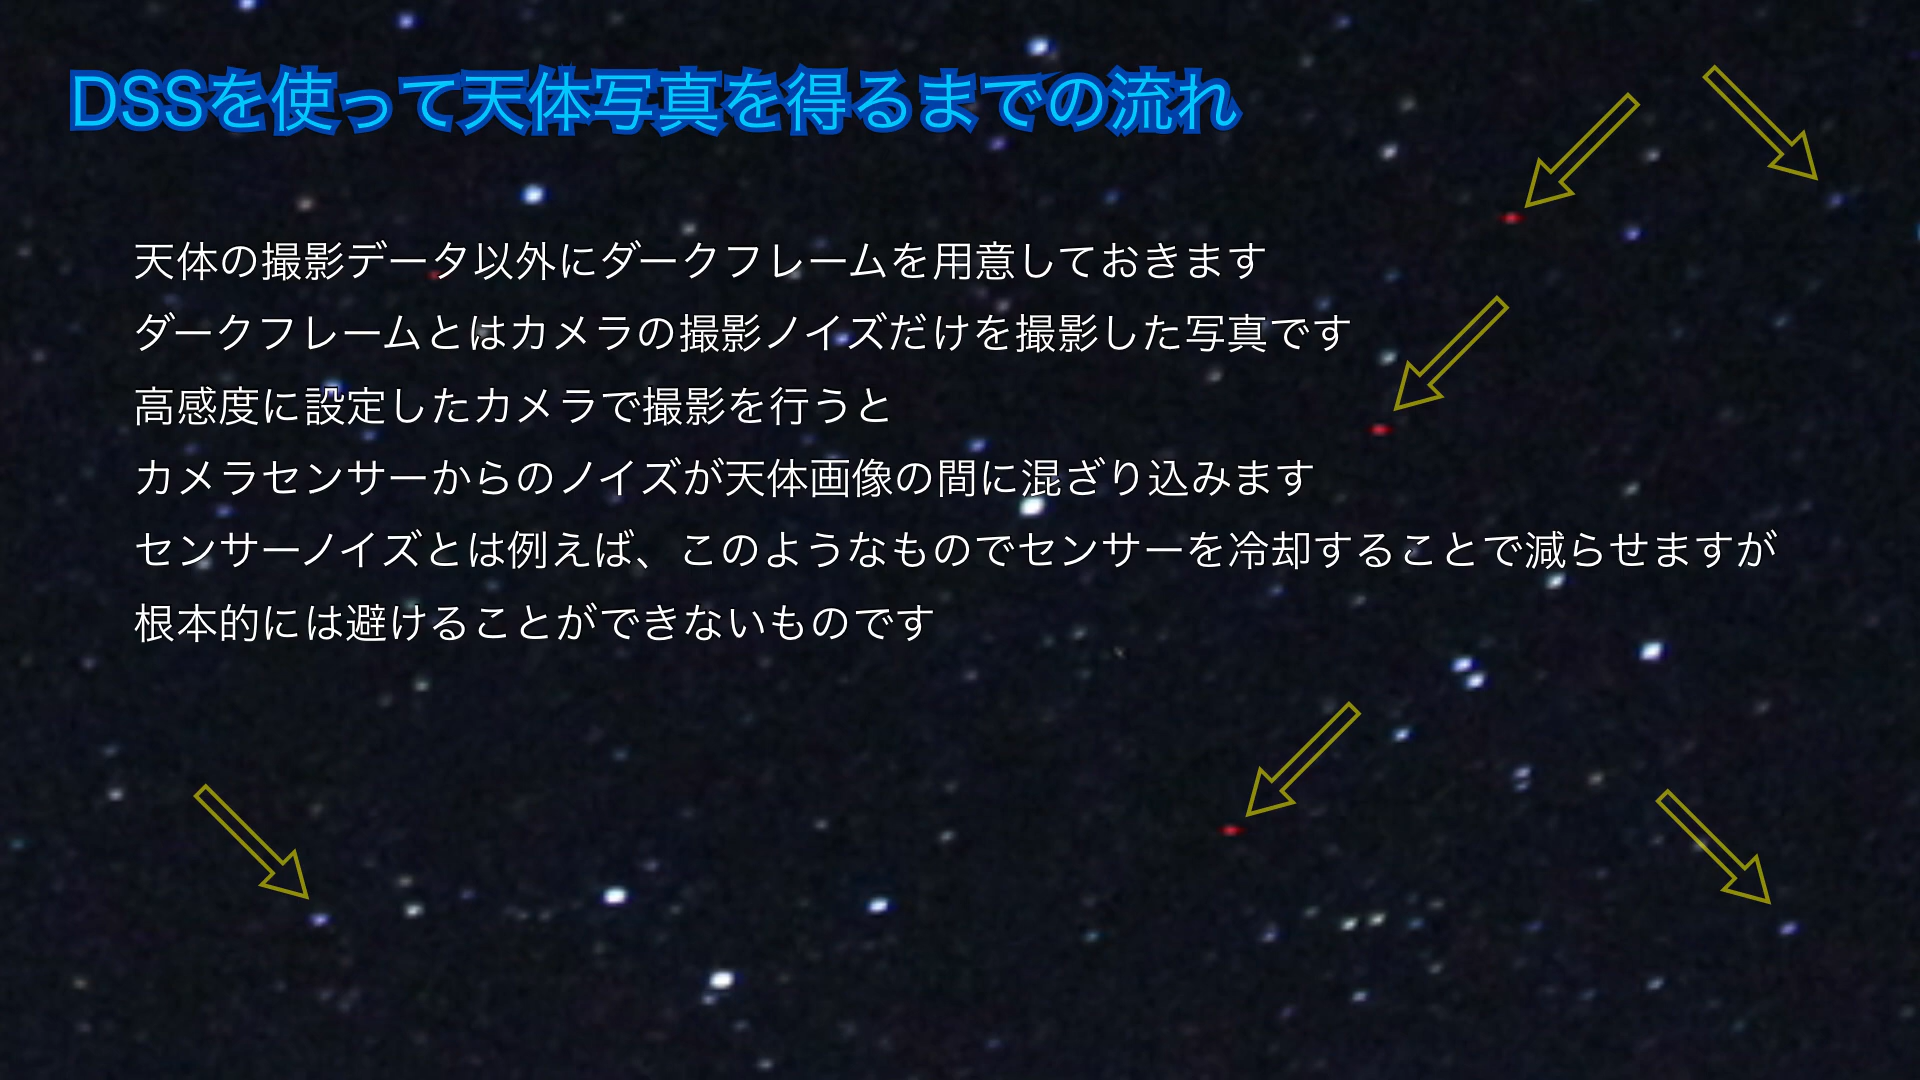 DSSを使って天体写真を得るまでの流れ
天体の撮影データ以外にダークフレームを用意しておきます
ダークフレームとはカメラの撮影ノイズだけを撮影した写真です
高感度に設定したカメラで撮影を行うと
カメラセンサーからのノイズが天体画像の間に混ざり込みます
センサーノイズとは例えば、このようなものでセンサーを冷却することで減らせますが
根本的には避けることができないものです